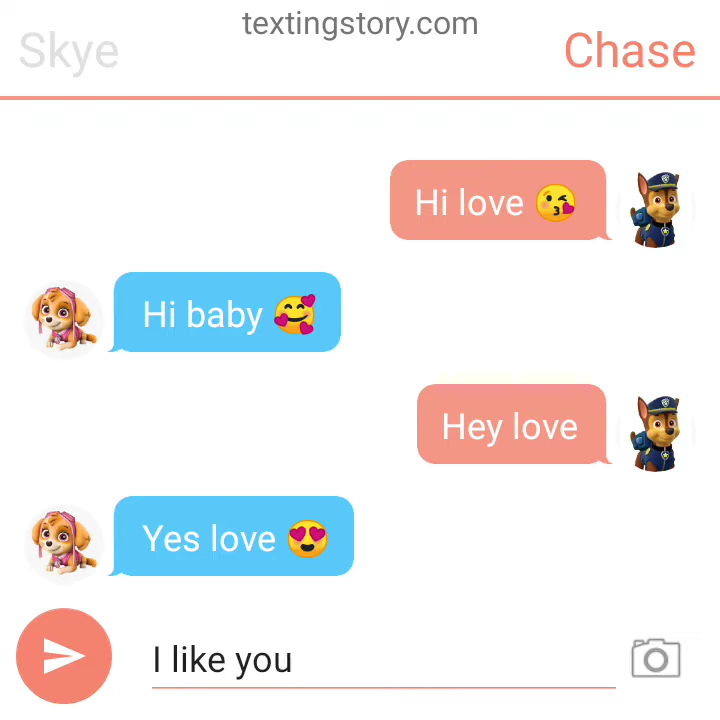 textingstory.com
Skye
Chase
Hi love 😘
Hi baby 🥰
Hey love
Yes love 😍
I like you